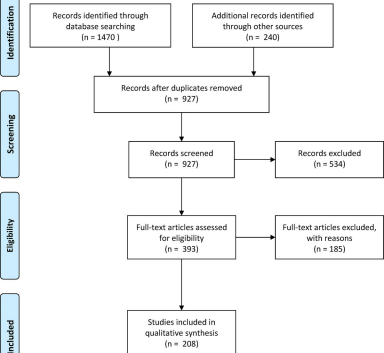 Identification
Records identified through
database searching
(n = 1470 )
Additional records identified
through other sources
(n = 240)
Records after duplicates removed
(n = 927)
Screening
Records screened
(n = 927)
Records excluded
(n = 534)
Eligibility
Full-text articles assessed
for eligibility
(n = 393)
Full-text articles excluded,
with reasons
(n = 185)
Included
Studies included in
qualitative synthesis
(n = 208)